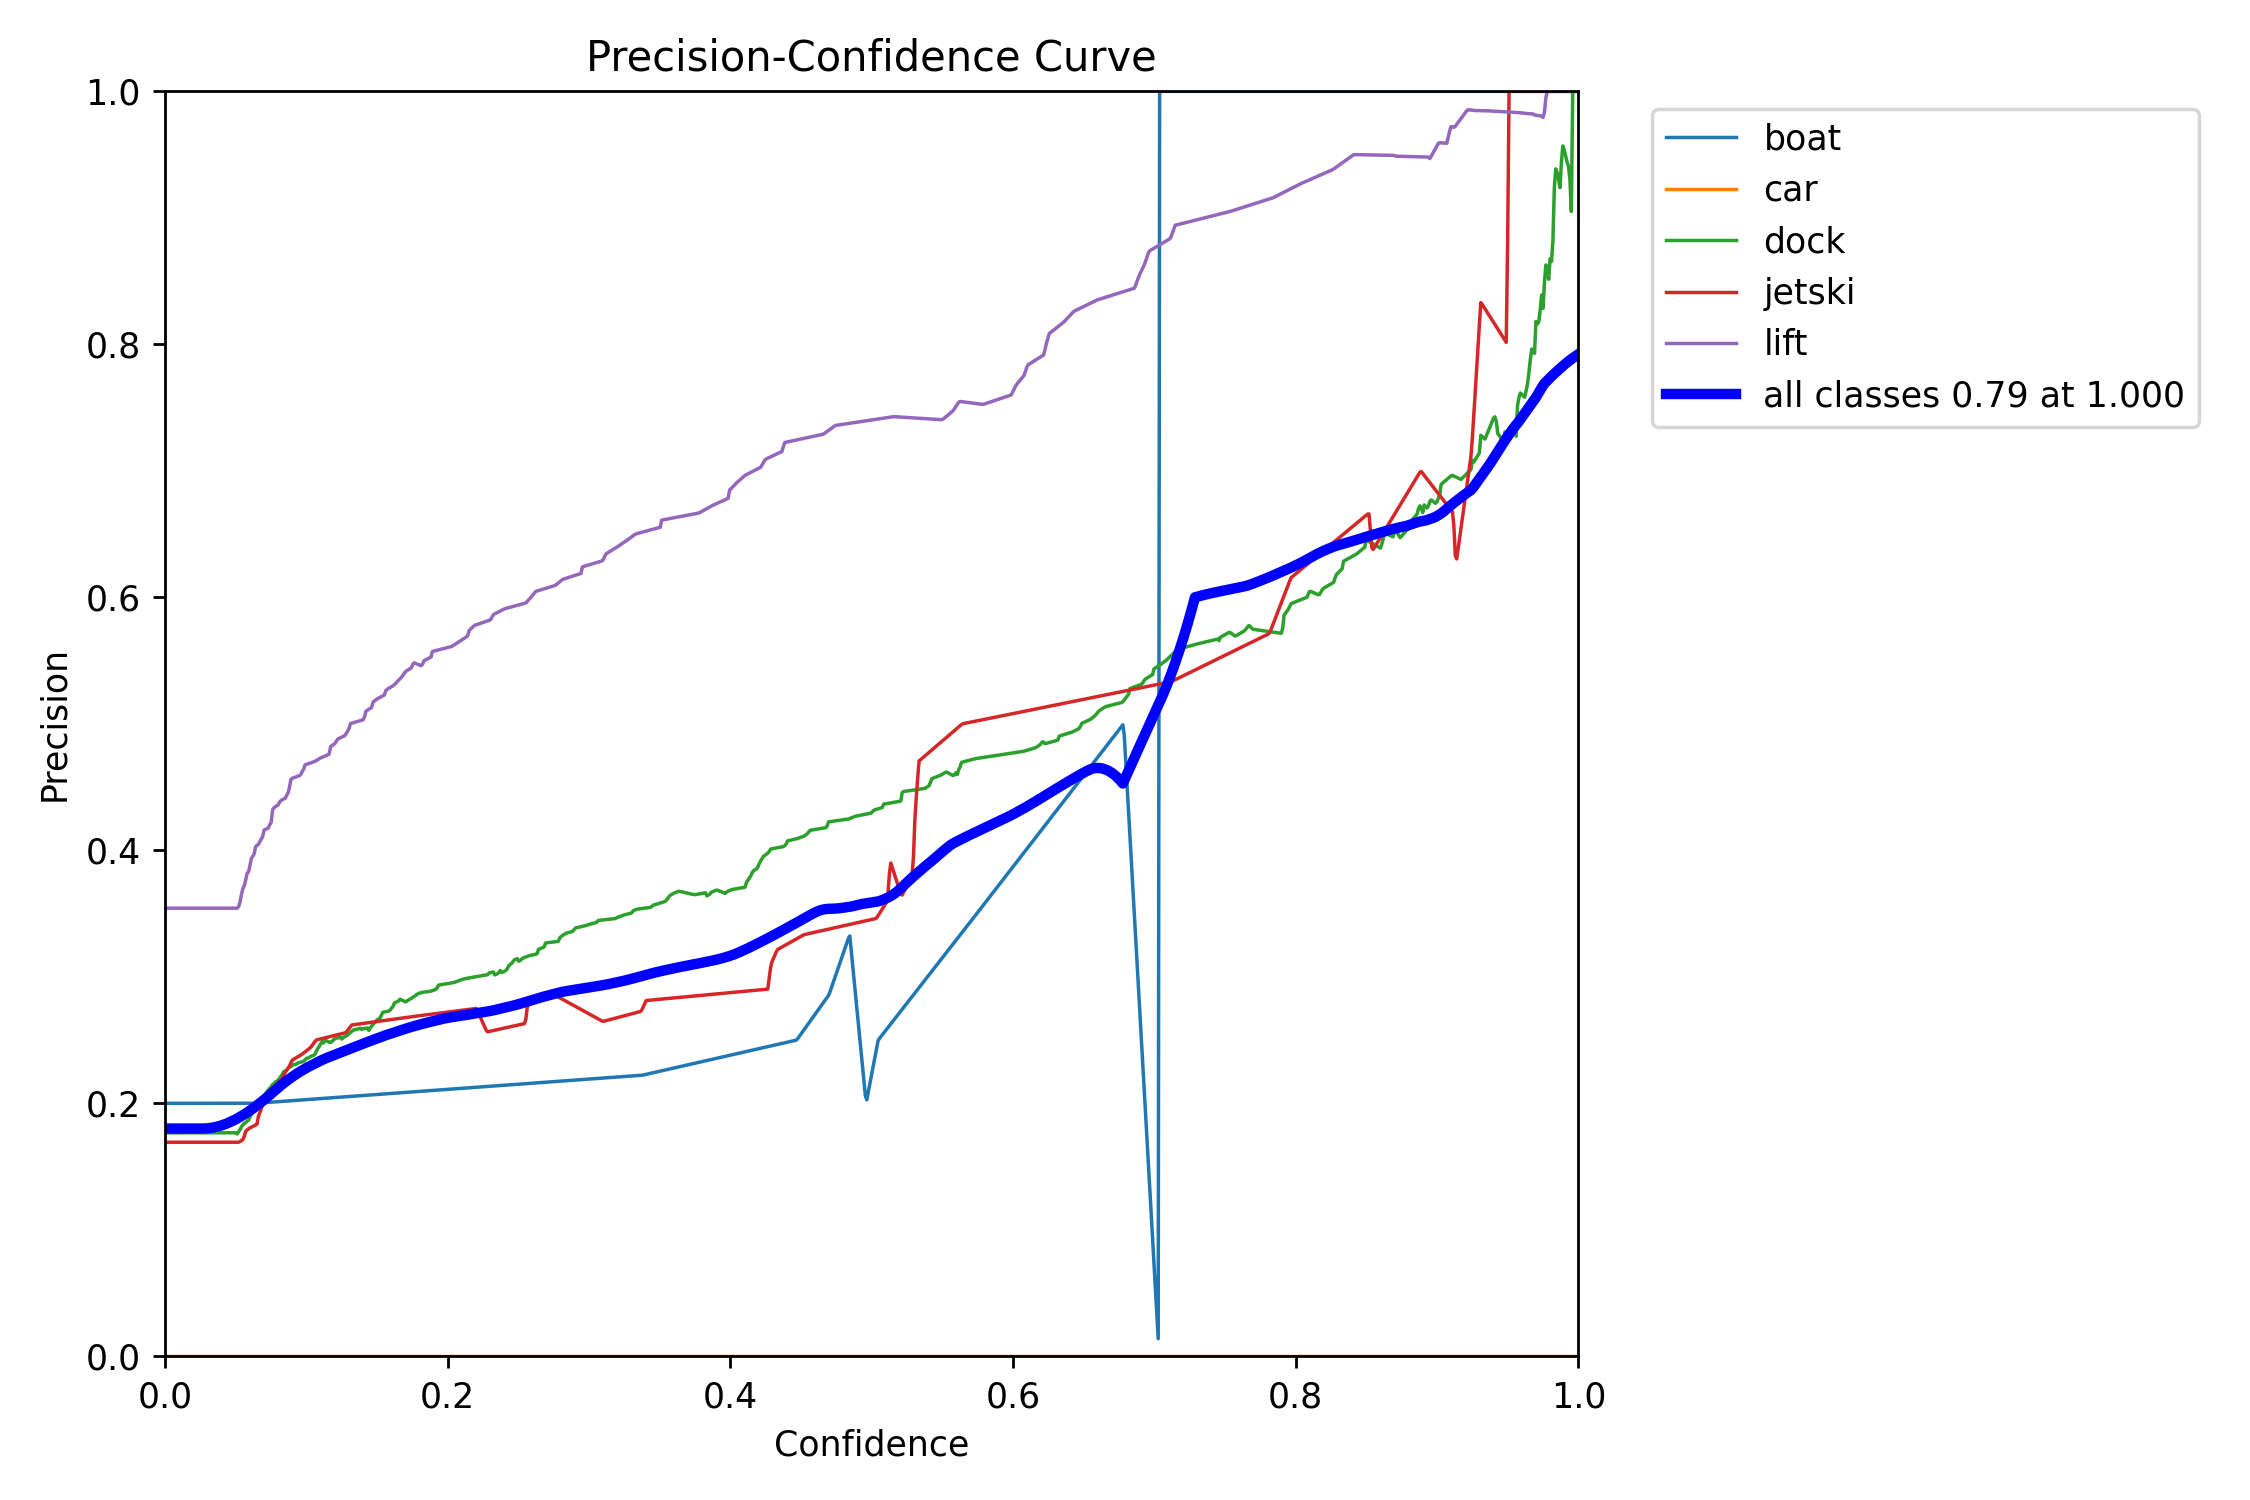 Precision-Confidence Curve
1.0
0.8
0.6
0.4
0.2
0.0
Precision
0.0 0.2 0.4 0.6 0.8 1.0
Confidence
boat
car
dock
jetski
lift
all classes 0.79 at 1.000